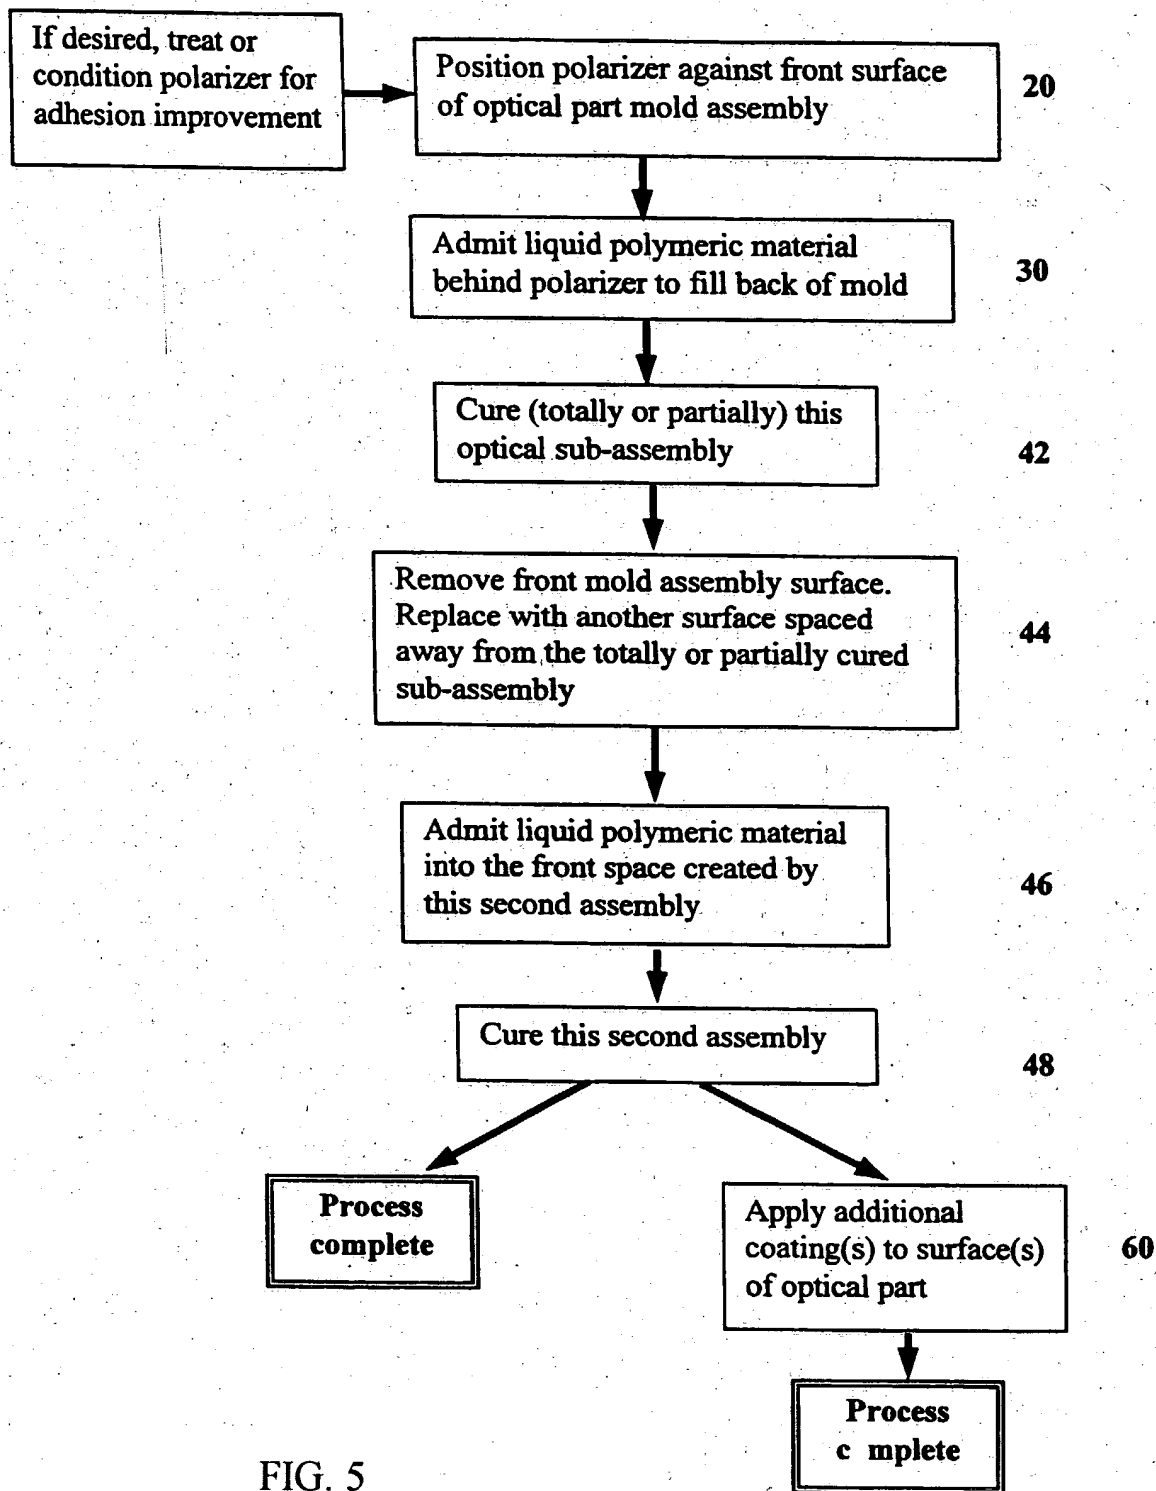 If desired, treat or
condition polarizer for
adhesion improvement
Position polarizer against front surface
of optical part mold assembly
20
Admit liquid polymeric material
behind polarizer to fill back of mold
30
Cure (totally or partially) this
optical sub-assembly
42
Remove front mold assembly surface.
Replace with another surface spaced
away from the totally or partially cured
sub-assembly
44
Admit liquid polymeric material
into the front space created by
this second assembly
46
Cure this second assembly
48
Process
complete
Apply additional
coating(s) to surface(s)
of optical part
60
Process
c mplete
FIG. 5